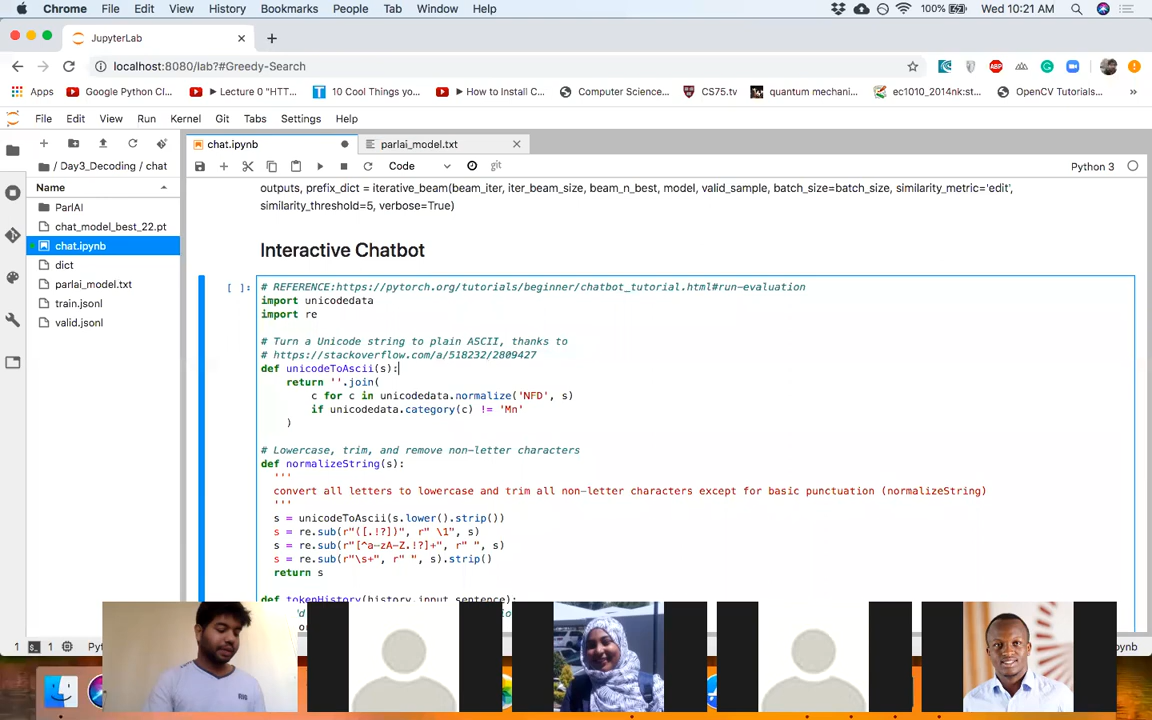 Chrome File Edit View History Bookmarks People Tab Window Help 100% Wed 10:21 AM
JupyterLab
localhost:8080/lab?#Greedy-Search
Apps Google Python Cl... ► Lecture 0 "HTT... 10 Cool Things yo... ► How to Install C... Computer Science... CS75.tv quantum mechani... ec1010_2014nk:st... OpenCV Tutorials... »
File Edit View Run Kernel Git Tabs Settings Help
chat.ipynb parlai_model.txt
/ Day3_Decoding / chat Code git Python 3
Name
ParlAI
chat_model_best_22.pt
chat.ipynb
dict
parlai_model.txt
train.jsonl
valid.jsonl
outputs, prefix_dict = iterative_beam(beam_iter, iter_beam_size, beam_n_best, model, valid_sample, batch_size=batch_size, similarity_metric='edit',
similarity_threshold=5, verbose=True)
Interactive Chatbot
[ ]: # REFERENCE:https://pytorch.org/tutorials/beginner/chatbot_tutorial.html#run-evaluation
import unicodedata
import re
# Turn a Unicode string to plain ASCII, thanks to
# https://stackoverflow.com/a/518232/2809427
def unicodeToAscii(s):
return ''.join(
c for c in unicodedata.normalize('NFD', s)
if unicodedata.category(c) != 'Mn'
)
# Lowercase, trim, and remove non-letter characters
def normalizeString(s):
'''
convert all letters to lowercase and trim all non-letter characters except for basic punctuation (normalizeString)
'''
s = unicodeToAscii(s.lower().strip())
s = re.sub(r"([.!?])", r" \1", s)
s = re.sub(r"[^a-zA-Z.!?]+", r" ", s)
s = re.sub(r"\s+", r" ", s).strip()
return s
def tokenHistory(history,input_sentence):
1 1 Py